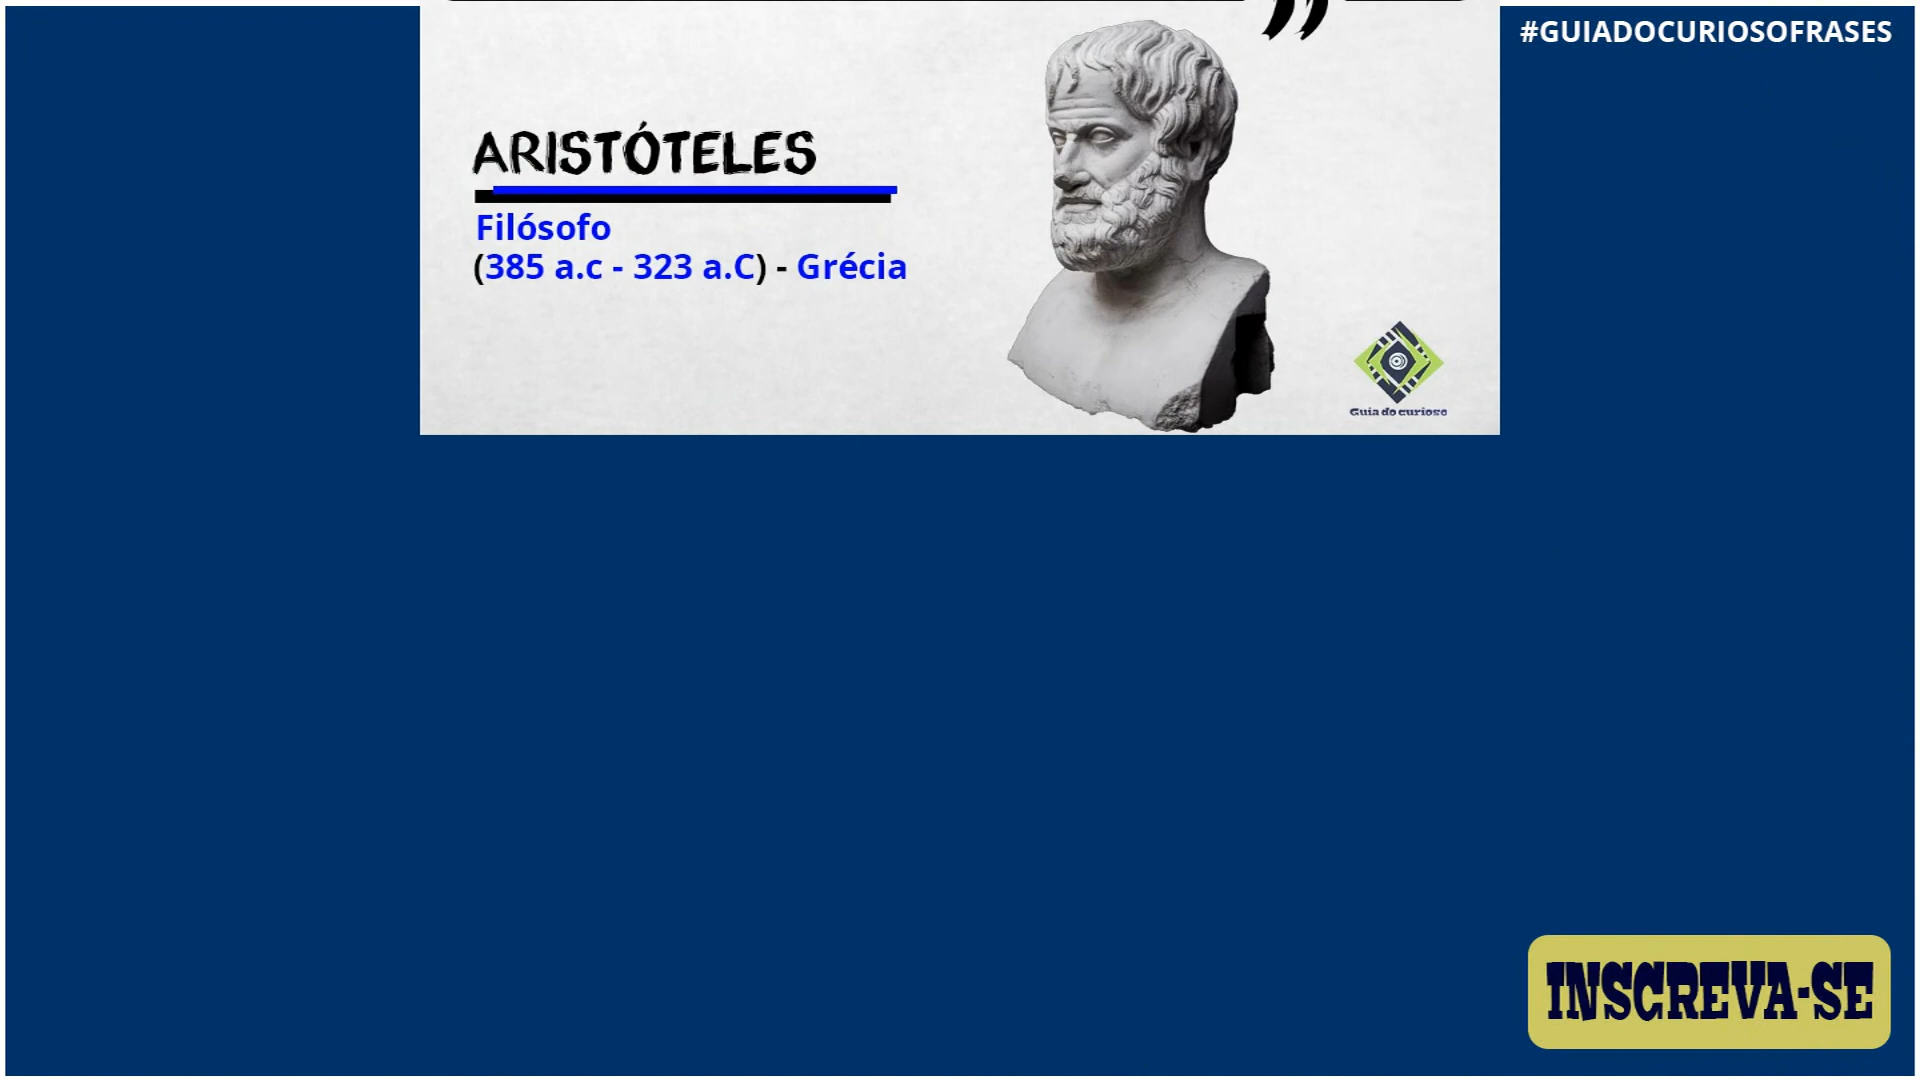 #GUIADOCURIOSOFRASES
”
ARISTÓTELES
Filósofo
(385 a.c - 323 a.C) - Grécia
Guia do curioso
INSCREVA-SE